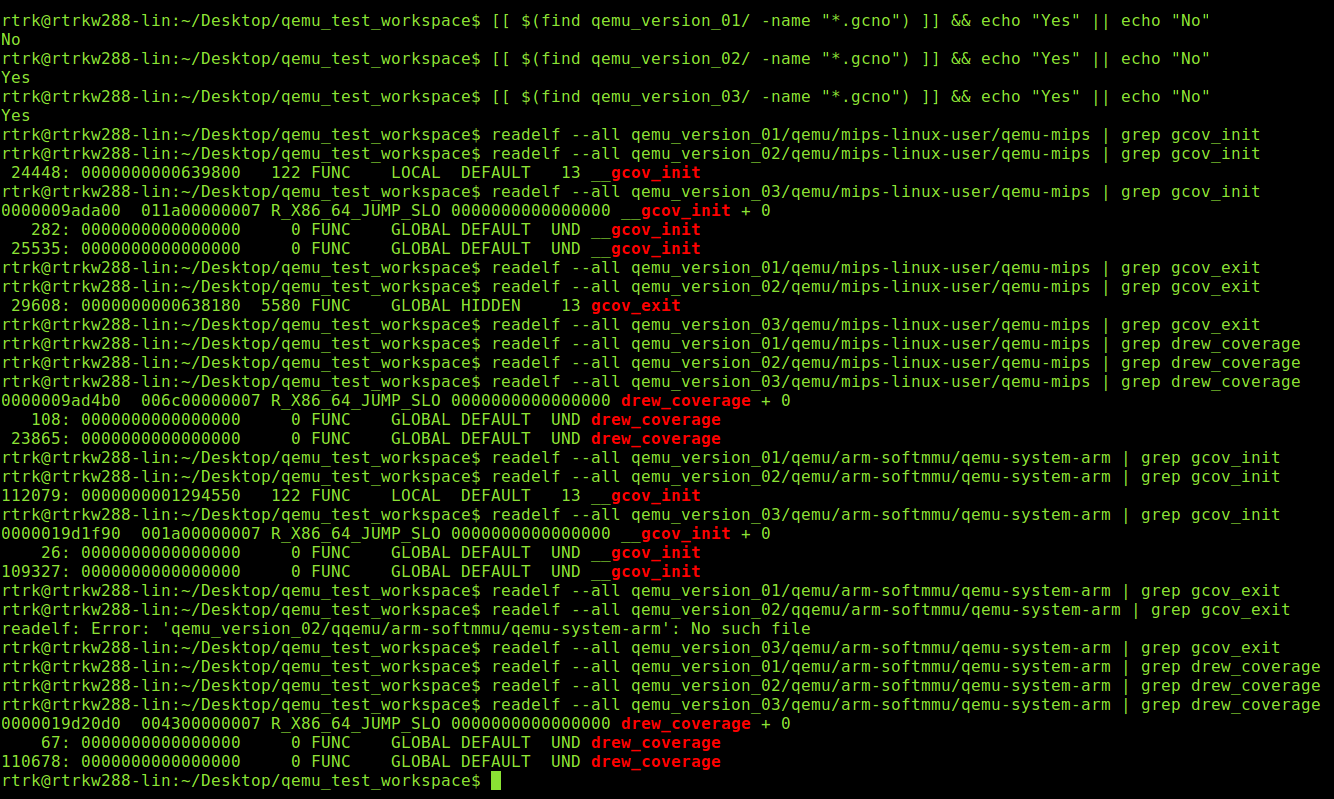 rtrk@rtrkw288-lin:~/Desktop/qemu_test_workspace$ [[ $(find qemu_version_01/ -name "*.gcno") ]] && echo "Yes" || echo "No"
No
rtrk@rtrkw288-lin:~/Desktop/qemu_test_workspace$ [[ $(find qemu_version_02/ -name "*.gcno") ]] && echo "Yes" || echo "No"
Yes
rtrk@rtrkw288-lin:~/Desktop/qemu_test_workspace$ [[ $(find qemu_version_03/ -name "*.gcno") ]] && echo "Yes" || echo "No"
Yes
rtrk@rtrkw288-lin:~/Desktop/qemu_test_workspace$ readelf --all qemu_version_01/qemu/mips-linux-user/qemu-mips | grep gcov_init
rtrk@rtrkw288-lin:~/Desktop/qemu_test_workspace$ readelf --all qemu_version_02/qemu/mips-linux-user/qemu-mips | grep gcov_init
 24448: 0000000000639800   122 FUNC    LOCAL  DEFAULT   13 __gcov_init
rtrk@rtrkw288-lin:~/Desktop/qemu_test_workspace$ readelf --all qemu_version_03/qemu/mips-linux-user/qemu-mips | grep gcov_init
0000009ada00  011a00000007 R_X86_64_JUMP_SLO 0000000000000000 __gcov_init + 0
   282: 0000000000000000     0 FUNC    GLOBAL DEFAULT  UND __gcov_init
 25535: 0000000000000000     0 FUNC    GLOBAL DEFAULT  UND __gcov_init
rtrk@rtrkw288-lin:~/Desktop/qemu_test_workspace$ readelf --all qemu_version_01/qemu/mips-linux-user/qemu-mips | grep gcov_exit
rtrk@rtrkw288-lin:~/Desktop/qemu_test_workspace$ readelf --all qemu_version_02/qemu/mips-linux-user/qemu-mips | grep gcov_exit
 29608: 0000000000638180  5580 FUNC    GLOBAL HIDDEN    13 gcov_exit
rtrk@rtrkw288-lin:~/Desktop/qemu_test_workspace$ readelf --all qemu_version_03/qemu/mips-linux-user/qemu-mips | grep gcov_exit
rtrk@rtrkw288-lin:~/Desktop/qemu_test_workspace$ readelf --all qemu_version_01/qemu/mips-linux-user/qemu-mips | grep drew_coverage
rtrk@rtrkw288-lin:~/Desktop/qemu_test_workspace$ readelf --all qemu_version_02/qemu/mips-linux-user/qemu-mips | grep drew_coverage
rtrk@rtrkw288-lin:~/Desktop/qemu_test_workspace$ readelf --all qemu_version_03/qemu/mips-linux-user/qemu-mips | grep drew_coverage
0000009ad4b0  006c00000007 R_X86_64_JUMP_SLO 0000000000000000 drew_coverage + 0
   108: 0000000000000000     0 FUNC    GLOBAL DEFAULT  UND drew_coverage
 23865: 0000000000000000     0 FUNC    GLOBAL DEFAULT  UND drew_coverage
rtrk@rtrkw288-lin:~/Desktop/qemu_test_workspace$ readelf --all qemu_version_01/qemu/arm-softmmu/qemu-system-arm | grep gcov_init
rtrk@rtrkw288-lin:~/Desktop/qemu_test_workspace$ readelf --all qemu_version_02/qemu/arm-softmmu/qemu-system-arm | grep gcov_init
112079: 0000000001294550   122 FUNC    LOCAL  DEFAULT   13 __gcov_init
rtrk@rtrkw288-lin:~/Desktop/qemu_test_workspace$ readelf --all qemu_version_03/qemu/arm-softmmu/qemu-system-arm | grep gcov_init
0000019d1f90  001a00000007 R_X86_64_JUMP_SLO 0000000000000000 __gcov_init + 0
    26: 0000000000000000     0 FUNC    GLOBAL DEFAULT  UND __gcov_init
109327: 0000000000000000     0 FUNC    GLOBAL DEFAULT  UND __gcov_init
rtrk@rtrkw288-lin:~/Desktop/qemu_test_workspace$ readelf --all qemu_version_01/qemu/arm-softmmu/qemu-system-arm | grep gcov_exit
rtrk@rtrkw288-lin:~/Desktop/qemu_test_workspace$ readelf --all qemu_version_02/qqemu/arm-softmmu/qemu-system-arm | grep gcov_exit
readelf: Error: 'qemu_version_02/qqemu/arm-softmmu/qemu-system-arm': No such file
rtrk@rtrkw288-lin:~/Desktop/qemu_test_workspace$ readelf --all qemu_version_03/qemu/arm-softmmu/qemu-system-arm | grep gcov_exit
rtrk@rtrkw288-lin:~/Desktop/qemu_test_workspace$ readelf --all qemu_version_01/qemu/arm-softmmu/qemu-system-arm | grep drew_coverage
rtrk@rtrkw288-lin:~/Desktop/qemu_test_workspace$ readelf --all qemu_version_02/qemu/arm-softmmu/qemu-system-arm | grep drew_coverage
rtrk@rtrkw288-lin:~/Desktop/qemu_test_workspace$ readelf --all qemu_version_03/qemu/arm-softmmu/qemu-system-arm | grep drew_coverage
0000019d20d0  004300000007 R_X86_64_JUMP_SLO 0000000000000000 drew_coverage + 0
    67: 0000000000000000     0 FUNC    GLOBAL DEFAULT  UND drew_coverage
110678: 0000000000000000     0 FUNC    GLOBAL DEFAULT  UND drew_coverage
rtrk@rtrkw288-lin:~/Desktop/qemu_test_workspace$